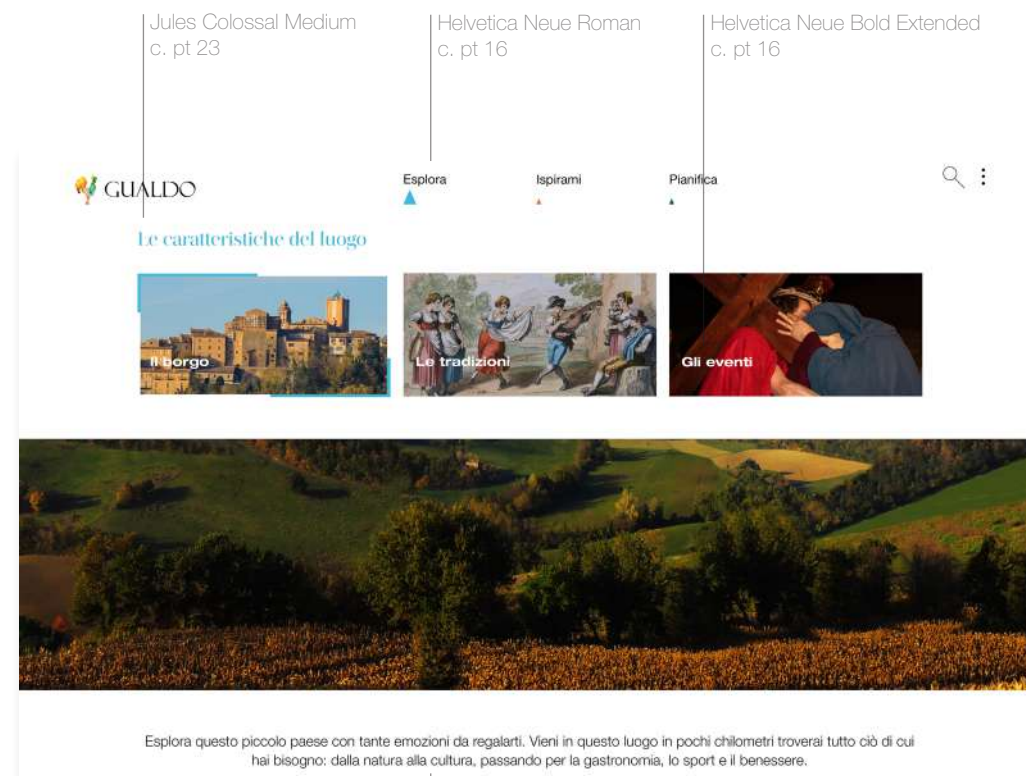 Jules Colossal Medium
c. pt 23
Helvetica Neue Roman
c. pt 16
Helvetica Neue Bold Extended
c. pt 16
GUALDO
Esplora
Ispirami
Pianifica
Le caratteristiche del luogo
Il borgo
Le tradizioni
Gli eventi
Esplora questo piccolo paese con tante emozioni da regalarti. Vieni in questo luogo in pochi chilometri troverai tutto ciò di cui
hai bisogno: dalla natura alla cultura, passando per la gastronomia, lo sport e il benessere.